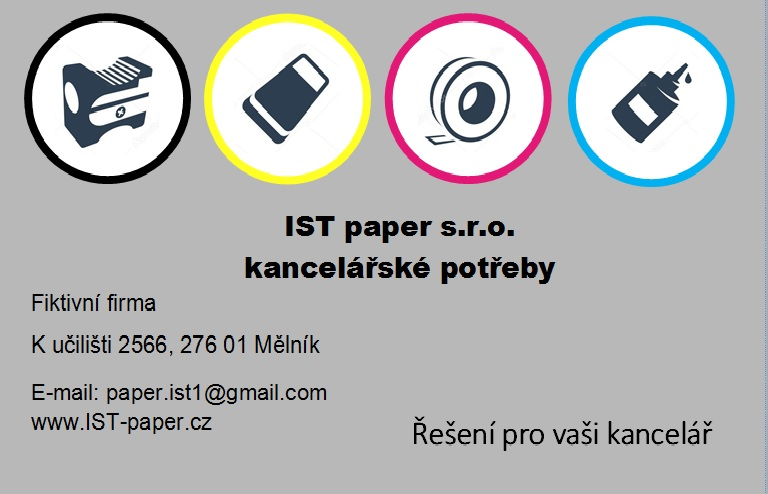 IST paper s.r.o.
kancelářské potřeby
Fiktivní firma
K učilišti 2566, 276 01 Mělník
E-mail: paper.ist1@gmail.com
www.IST-paper.cz
Řešení pro vaši kancelář